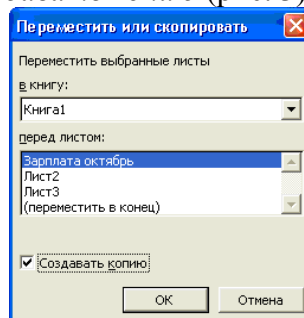 Переместить или скопировать
Переместить выбранные листы
в книгу:
Книга1
перед листом:
Зарплата октябрь
Лист2
Лист3
(переместить в конец)
Создавать копию
ОК
Отмена